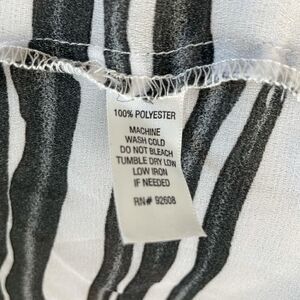 100% POLYESTER
MACHINE
WASH COLD
DO NOT BLEACH
TUMBLE DRY LOW
LOW IRON
IF NEEDED
RN# 92608